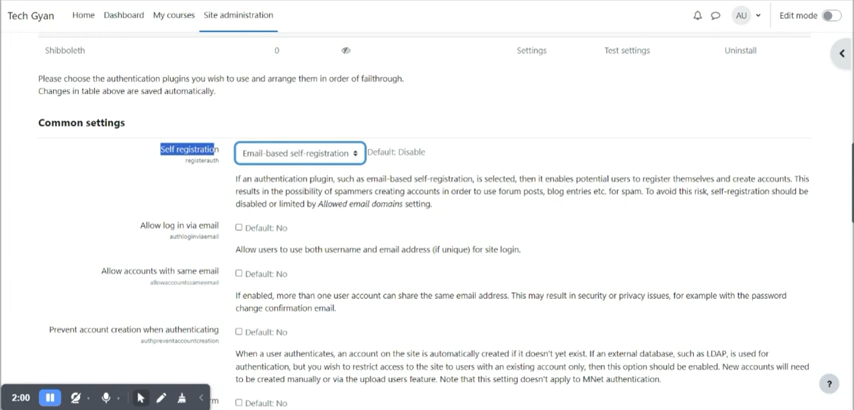 Tech Gyan Home Dashboard My courses Site administration AU Edit mode
Shibboleth 0 Settings Test settings Uninstall
Please choose the authentication plugins you wish to use and arrange them in order of failthrough.
Changes in table above are saved automatically.
Common settings
Self registration Email-based self-registration Default: Disable
registerauth
If an authentication plugin, such as email-based self-registration, is selected, then it enables potential users to register themselves and create accounts. This
results in the possibility of spammers creating accounts in order to use forum posts, blog entries etc. for spam. To avoid this risk, self-registration should be
disabled or limited by Allowed email domains setting.
Allow log in via email Default: No
authloginviaemail
Allow users to use both username and email address (if unique) for site login.
Allow accounts with same email Default: No
allowaccountssameemail
If enabled, more than one user account can share the same email address. This may result in security or privacy issues, for example with the password
change confirmation email.
Prevent account creation when authenticating Default: No
authpreventaccountcreation
When a user authenticates, an account on the site is automatically created if it doesn't yet exist. If an external database, such as LDAP, is used for
authentication, but you wish to restrict access to the site to users with an existing account only, then this option should be enabled. New accounts will need
to be created manually or via the upload users feature. Note that this setting doesn't apply to MNet authentication.
?
2:00 Default: No